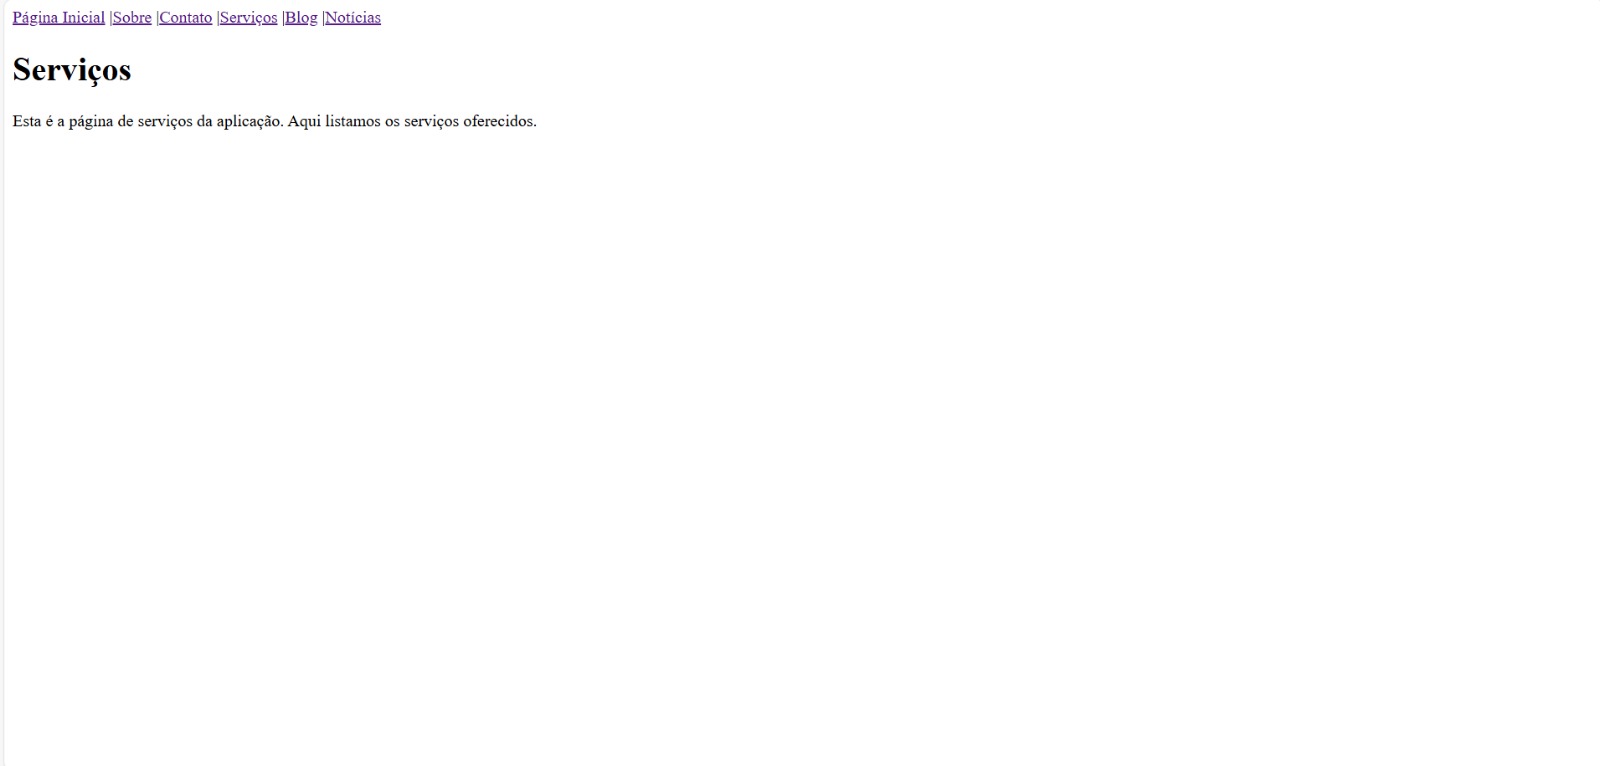 Página Inicial |Sobre |Contato |Serviços |Blog |Notícias
Serviços
Esta é a página de serviços da aplicação. Aqui listamos os serviços oferecidos.